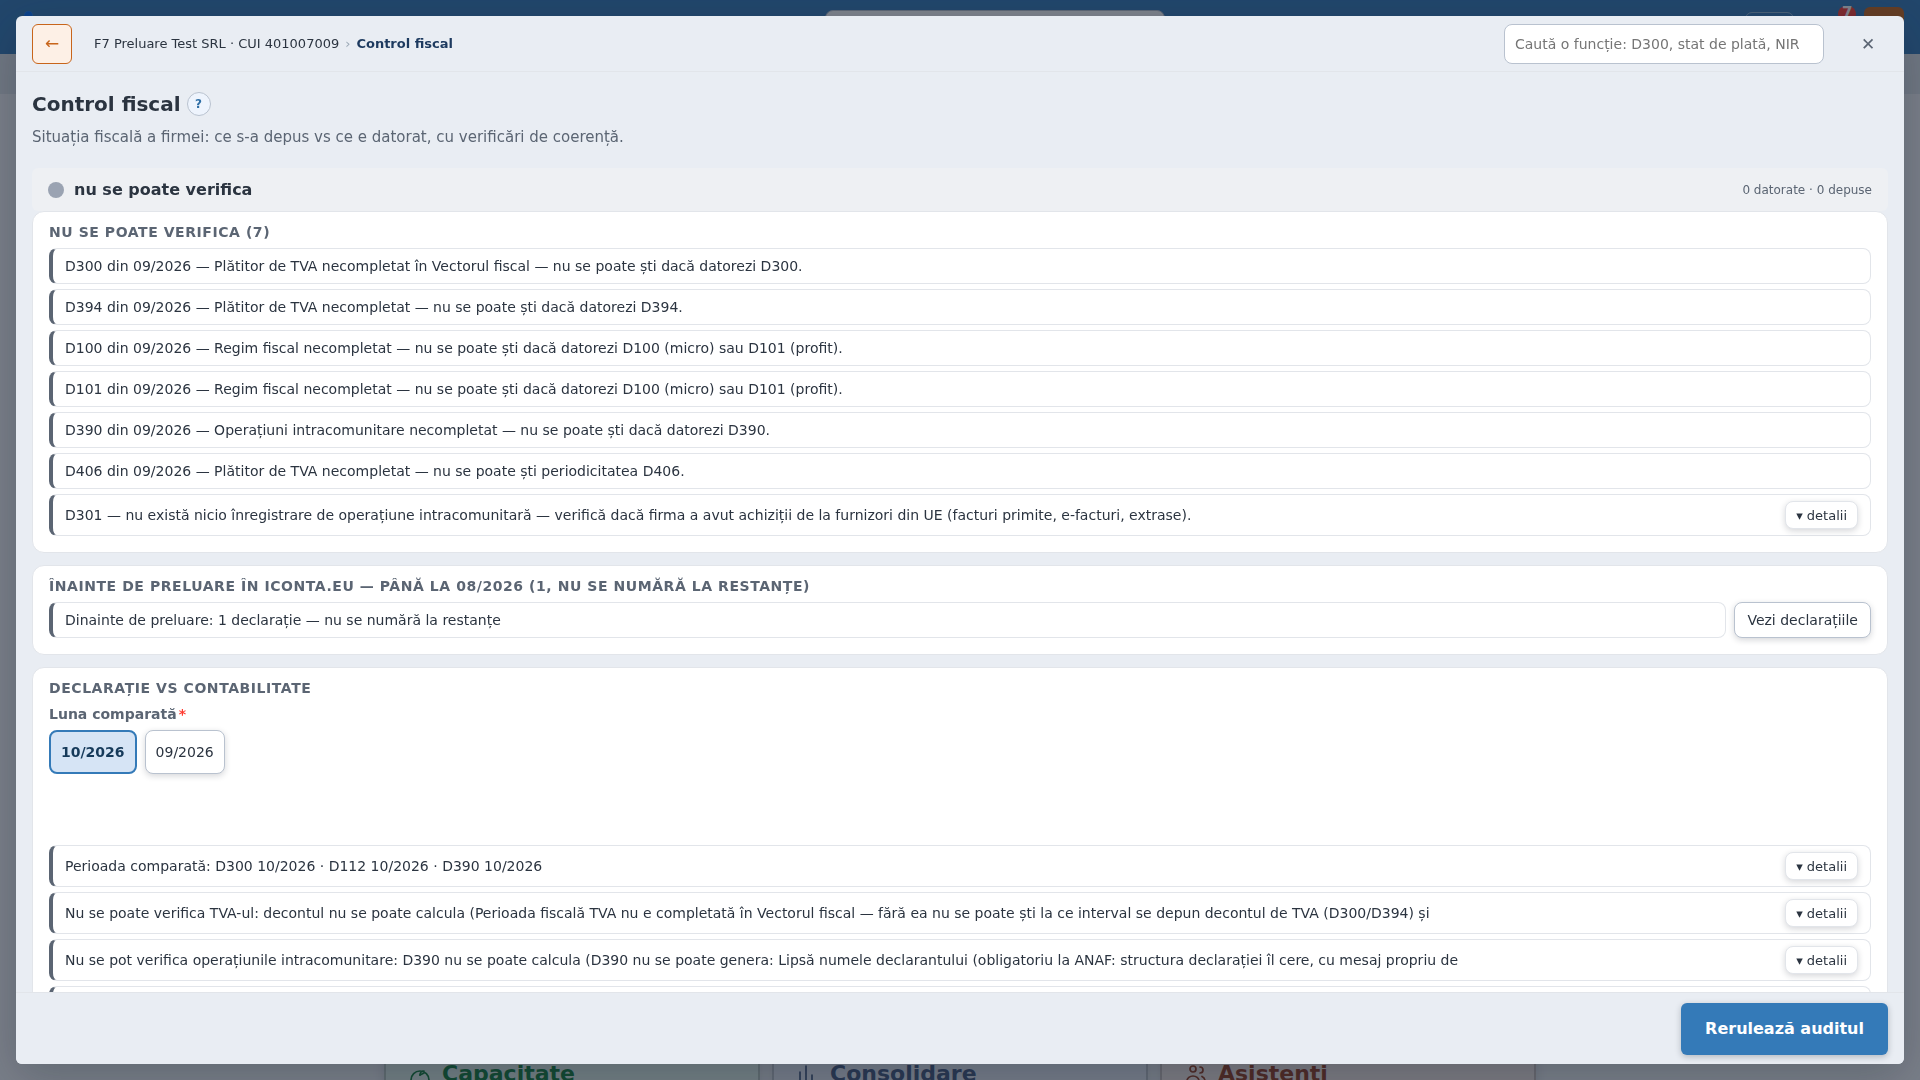 7
← F7 Preluare Test SRL · CUI 401007009 › Control fiscal
Caută o funcție: D300, stat de plată, NIR ✕
Control fiscal ?
Situația fiscală a firmei: ce s-a depus vs ce e datorat, cu verificări de coerență.
nu se poate verifica
0 datorate · 0 depuse
NU SE POATE VERIFICA (7)
D300 din 09/2026 — Plătitor de TVA necompletat în Vectorul fiscal — nu se poate ști dacă datorezi D300.
D394 din 09/2026 — Plătitor de TVA necompletat — nu se poate ști dacă datorezi D394.
D100 din 09/2026 — Regim fiscal necompletat — nu se poate ști dacă datorezi D100 (micro) sau D101 (profit).
D101 din 09/2026 — Regim fiscal necompletat — nu se poate ști dacă datorezi D100 (micro) sau D101 (profit).
D390 din 09/2026 — Operațiuni intracomunitare necompletat — nu se poate ști dacă datorezi D390.
D406 din 09/2026 — Plătitor de TVA necompletat — nu se poate ști periodicitatea D406.
D301 — nu există nicio înregistrare de operațiune intracomunitară — verifică dacă firma a avut achiziții de la furnizori din UE (facturi primite, e-facturi, extrase).
▾ detalii
ÎNAINTE DE PRELUARE ÎN ICONTA.EU — PÂNĂ LA 08/2026 (1, NU SE NUMĂRĂ LA RESTANȚE)
Dinainte de preluare: 1 declarație — nu se numără la restanțe
Vezi declarațiile
DECLARAȚIE VS CONTABILITATE
Luna comparată*
10/2026 09/2026
Perioada comparată: D300 10/2026 · D112 10/2026 · D390 10/2026
▾ detalii
Nu se poate verifica TVA-ul: decontul nu se poate calcula (Perioada fiscală TVA nu e completată în Vectorul fiscal — fără ea nu se poate ști la ce interval se depun decontul de TVA (D300/D394) și
▾ detalii
Nu se pot verifica operațiunile intracomunitare: D390 nu se poate calcula (D390 nu se poate genera: Lipsă numele declarantului (obligatoriu la ANAF: structura declarației îl cere, cu mesaj propriu de
▾ detalii
Rerulează auditul
Capacitate Consolidare Asistenți